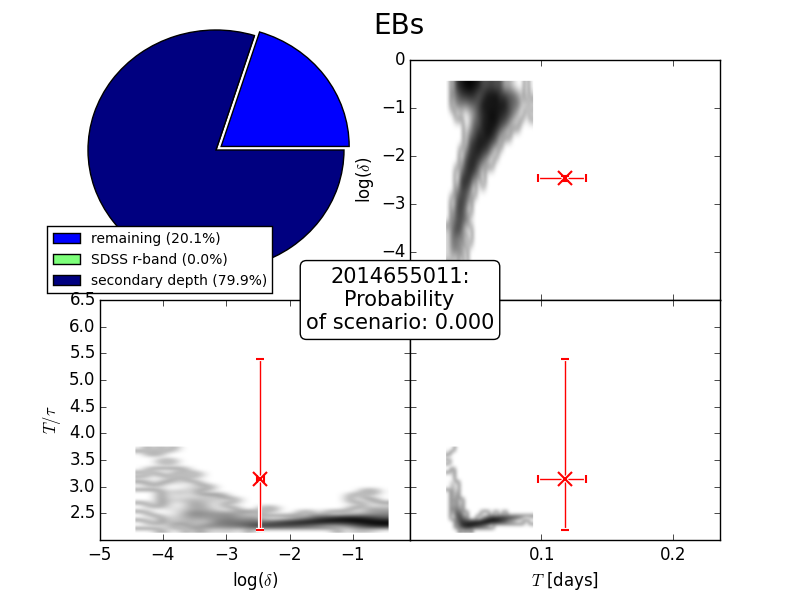 EBs
remaining (20.1%)
SDSS r-band (0.0%)
secondary depth (79.9%)
0
−1
−2
−3
−4
log(δ)
2014655011:
Probability
of scenario: 0.000
6.5
6.0
5.5
5.0
4.5
4.0
3.5
3.0
2.5
T/τ
−5 −4 −3 −2 −1
log(δ)
0.1 0.2
T [days]